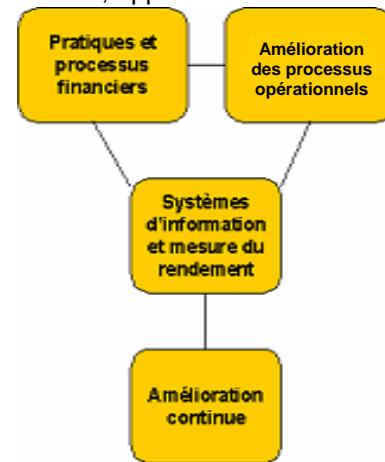 Pratiques et
processus
financiers
Amélioration
des processus
opérationnels
Systèmes
d'information
et mesure du
rendement
Amélioration
continue